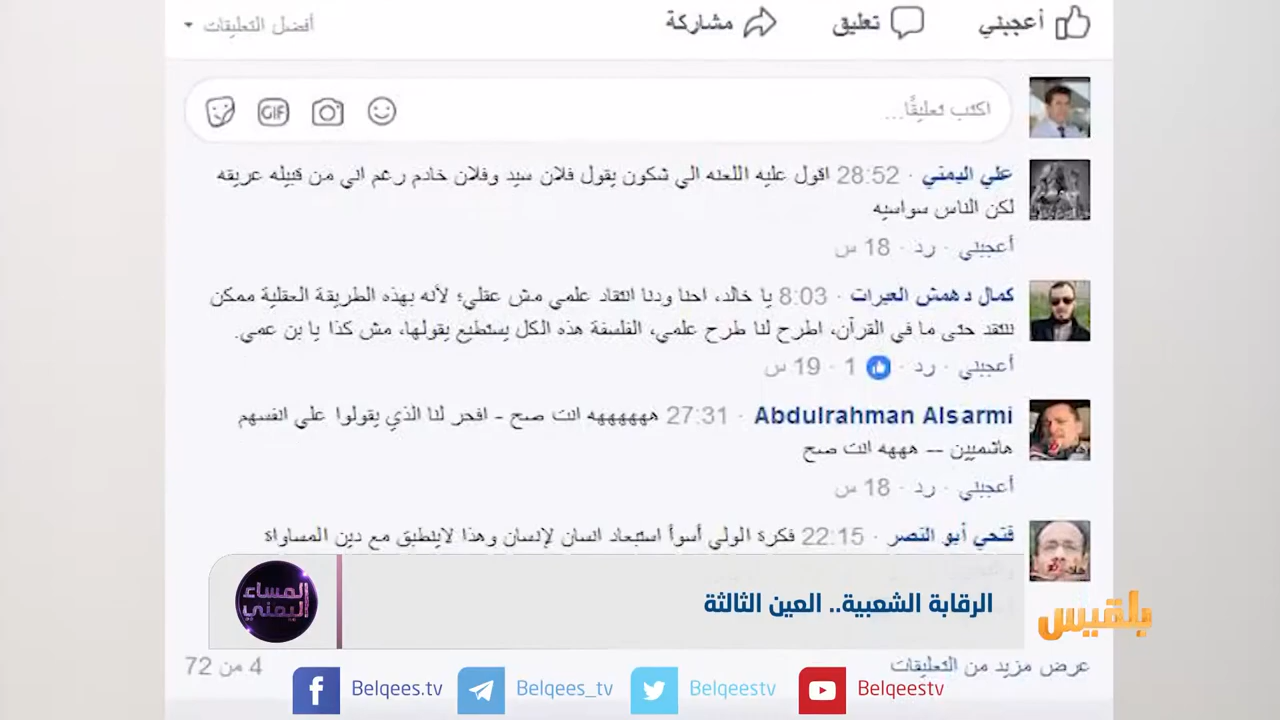 أعجبني تعليق مشاركة أفضل التعليقات
اكتب تعليقًا...
GIF
علي اليمني · 28:52 اقول عليه اللعنه الي شكون يقول فلان سيد وفلان خادم رغم اني من قبيله عريقه
لكن الناس سواسيه
أعجبني · رد · 18 س
كمال دهمش العيرات · 8:03 يا خالد، احنا ودنا انتقاد علمي مش عقلي؛ لأنه بهذه الطريقة العقلية ممكن
ننتقد حتى ما في القرآن، اطرح لنا طرح علمي، الفلسفة هذه الكل يستطيع يقولها، مش كذا يا بن عمي.
أعجبني · رد · 1 · 19 س
Abdulrahman Alsarmi · 27:31 هههههههه انت صح - افحر لنا الذي يقولوا علي انفسهم
هاشميين -- هههه انت صح
أعجبني · رد · 18 س
فتحي أبو النصر · 22:15 فكرة الولي أسوأ استبعاد انسان لإنسان وهذا لاينطبق مع دين المساواة
المساء
اليمني
الرقابة الشعبية.. العين الثالثة
بلقيس
عرض مزيد من التعليقات
4 من 72
Belqees.tv Belqees_tv Belqeestv Belqeestv